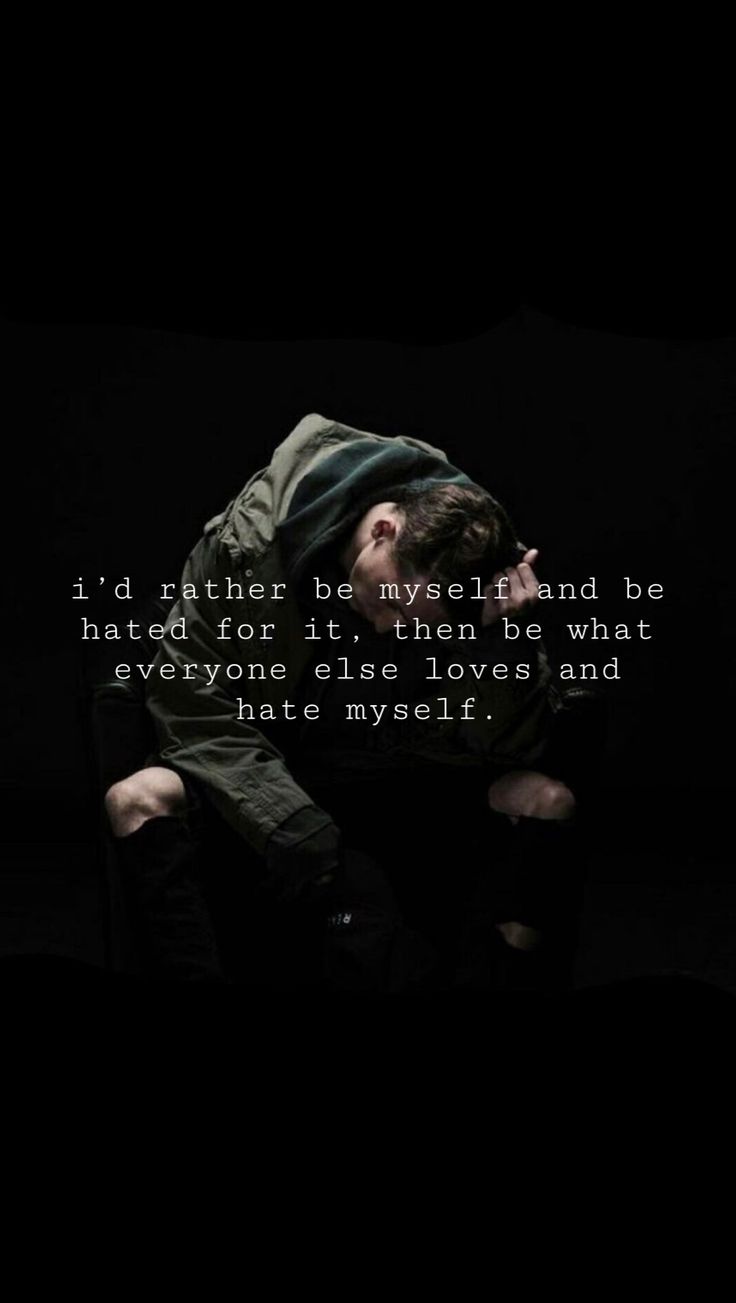 i’d rather be myself and be
hated for it, then be what
everyone else loves and
hate myself.